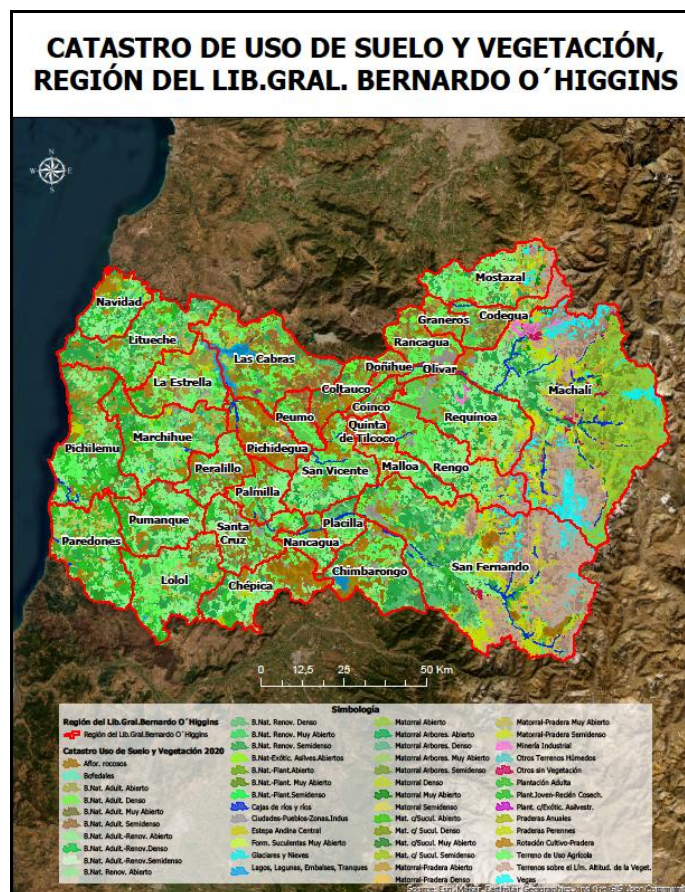 CATASTRO DE USO DE SUELO Y VEGETACIÓN,
REGIÓN DEL LIB.GRAL. BERNARDO O´HIGGINS
N
W E
S
Mostazal
Navidad
Codegua
Graneros
Litueche
Rancagua
Las Cabras
Doñihue
Olivar
La Estrella
Coltauco
Machalí
Coinco
Peumo
Requínoa
Quinta
de Tilcoco
Marchihue
Pichilemu
Pichidegua
Peralillo
San Vicente
Malloa
Rengo
Palmilla
Pumanque
Placilla
Santa
Cruz
Paredones
Nancagua
San Fernando
Chimbarongo
Lolol
Chépica
0 12,5 25 50 Km
Simbología
Región del Lib.Gral.Bernardo O´Higgins
Región del Lib.Gral.Bernardo O´Higgins
Catastro Uso de Suelo y Vegetación 2020
Aflor. rocosos
Bofedales
B.Nat. Adult. Abierto
B.Nat. Adult. Denso
B.Nat. Adult. Muy Abierto
B.Nat. Adult. Semidenso
B.Nat. Adult.-Renov. Abierto
B.Nat. Adult.-Renov.Denso
B.Nat. Adult.-Renov.Semidenso
B.Nat. Renov. Abierto
B.Nat. Renov. Denso
B.Nat. Renov. Muy Abierto
B.Nat. Renov. Semidenso
B.Nat-Exótic. Asilves.Abiertos
B.Nat.-Plant.Abierto
B.Nat.-Plant. Muy Abierto
B.Nat.-Plant.Semidenso
Cajas de ríos y ríos
Ciudades-Pueblos-Zonas.Indus
Estepa Andina Central
Form. Suculentas Muy Abierto
Glaciares y Nieves
Lagos, Lagunas, Embalses, Tranques
Matorral Abierto
Matorral Arbores. Abierto
Matorral Arbores. Denso
Matorral Arbores. Muy Abierto
Matorral Arbores. Semidenso
Matorral Denso
Matorral Muy Abierto
Matorral Semidenso
Mat. c/Sucul. Abierto
Mat. c/ Sucul. Denso
Mat. c/Sucul. Muy Abierto
Mat. c/ Sucul. Semidenso
Matorral-Pradera Abierto
Matorral-Pradera Denso
Matorral-Pradera Muy Abierto
Matorral-Pradera Semidenso
Minería Industrial
Otros Terrenos Húmedos
Otros sin Vegetación
Plantación Adulta
Plant.Joven-Recién Cosech.
Plant. c/Exótic. Asilvestr.
Praderas Anuales
Praderas Perennes
Rotación Cultivo-Pradera
Terreno de Uso Agrícola
Terrenos sobre el Lím. Altitud. de la Veget.
Vegas
Source: Esri, Maxar, Earthstar Geographics, and the GIS User Community